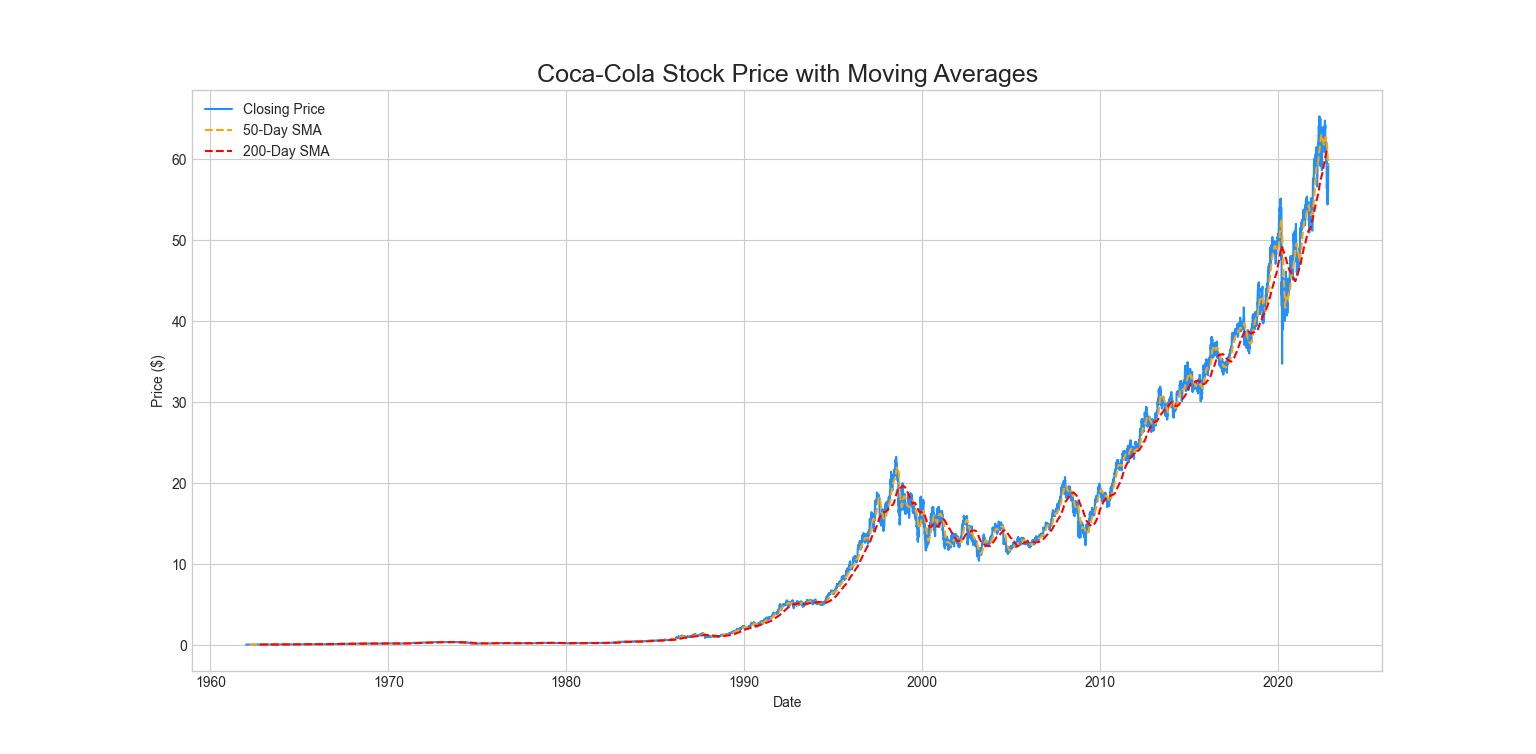 Coca-Cola Stock Price with Moving Averages
Closing Price
50-Day SMA
200-Day SMA
60
50
40
30
20
10
0
Price ($)
1960 1970 1980 1990 2000 2010 2020
Date